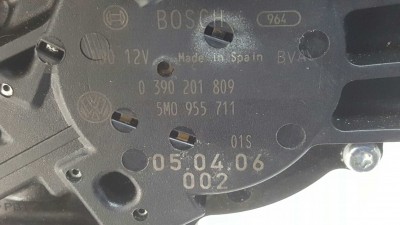 BOSCH 964
12V Made in Spain BVA
0 390 201 809
5M0 955 711
01S
05.04.06
002